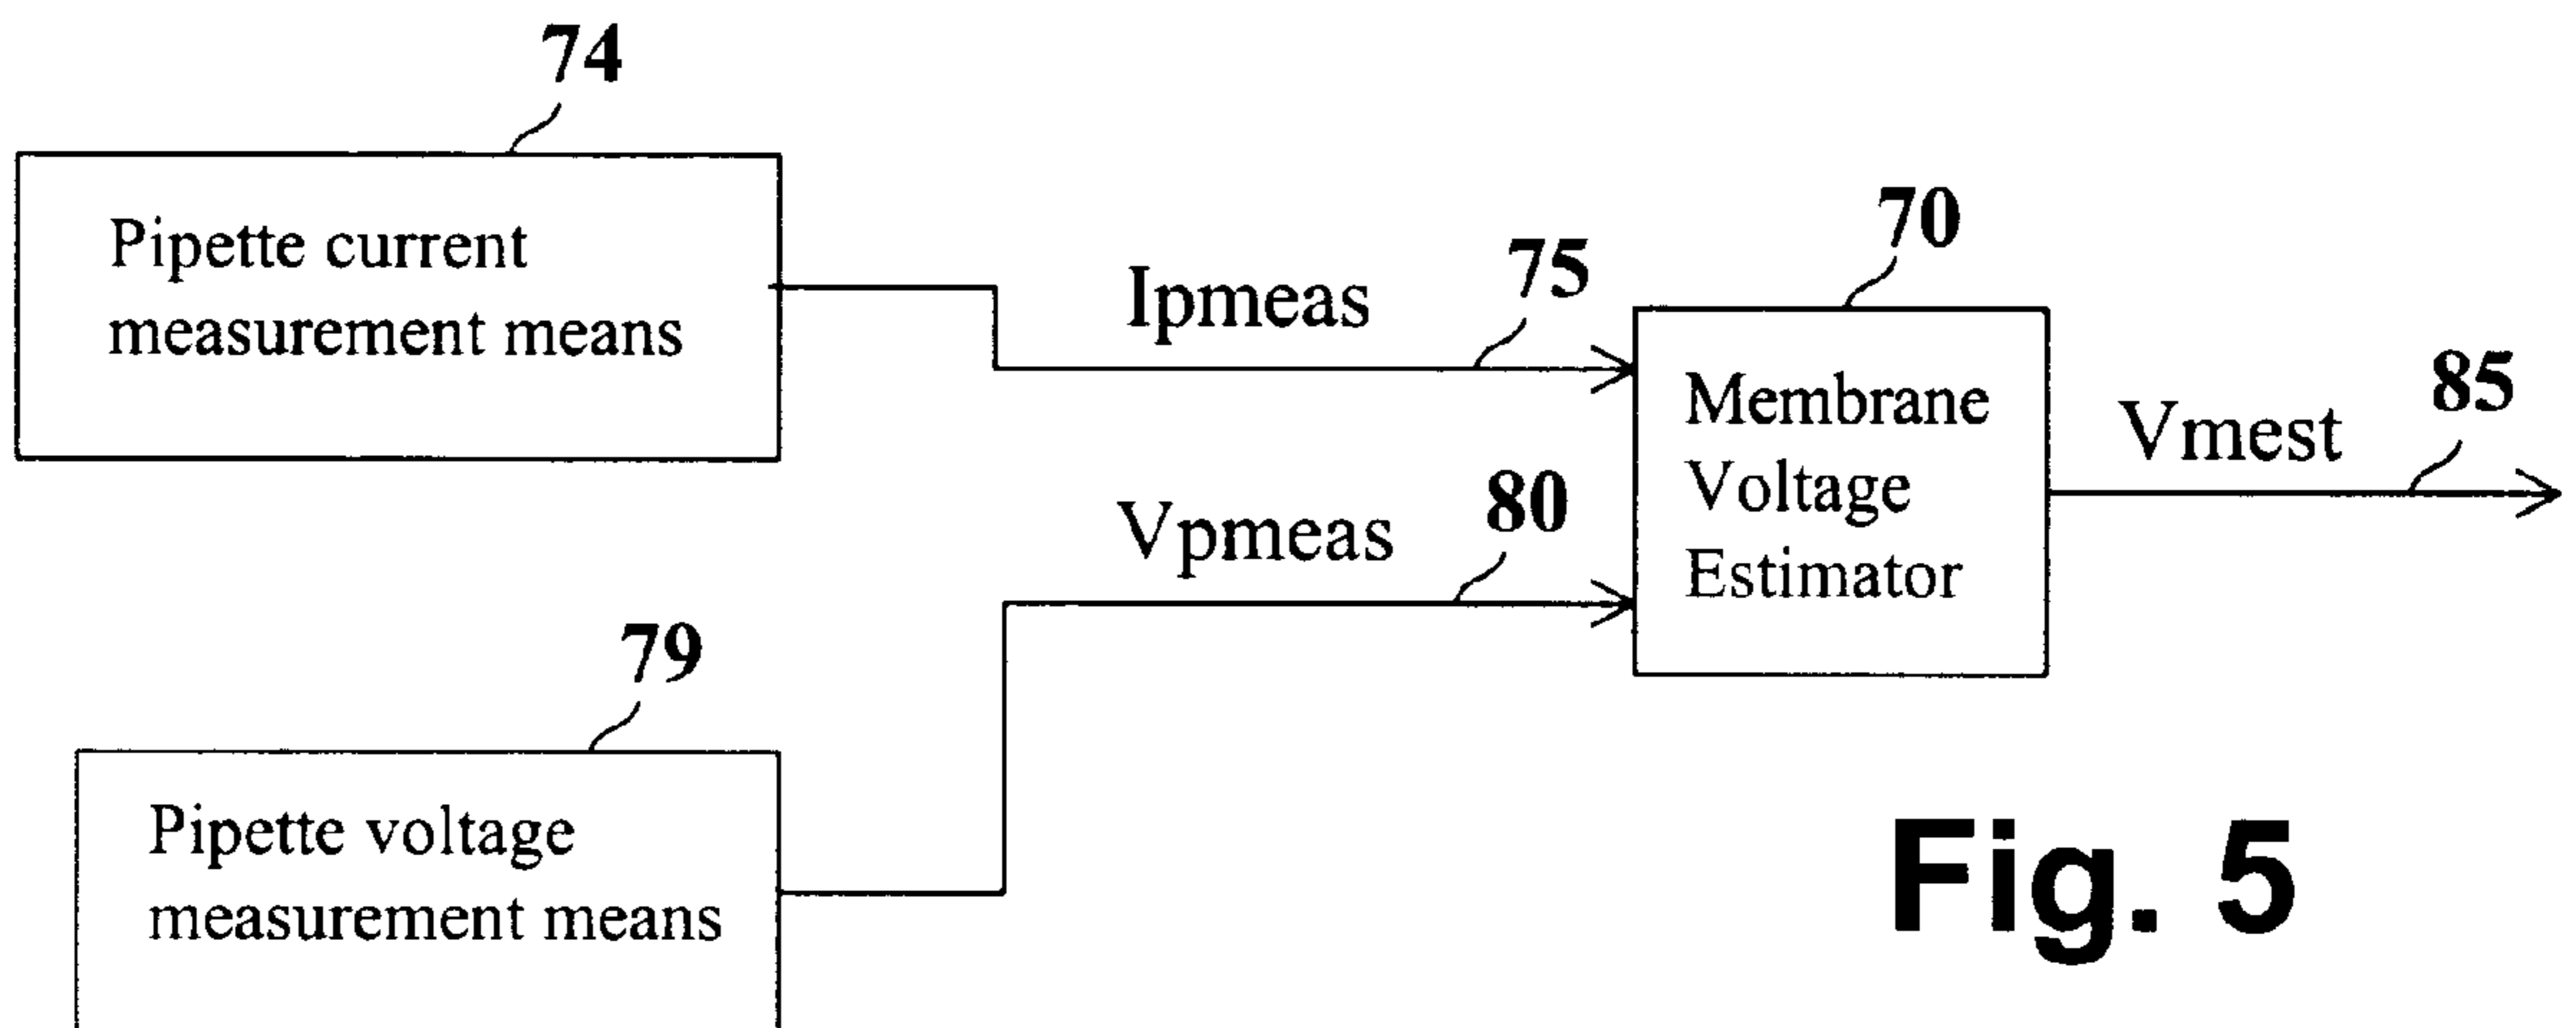 74
Pipette current
measurement means
Ipmeas
75
70
Membrane
Voltage
Estimator
Vmest
85
Vpmeas
80
79
Pipette voltage
measurement means
Fig. 5